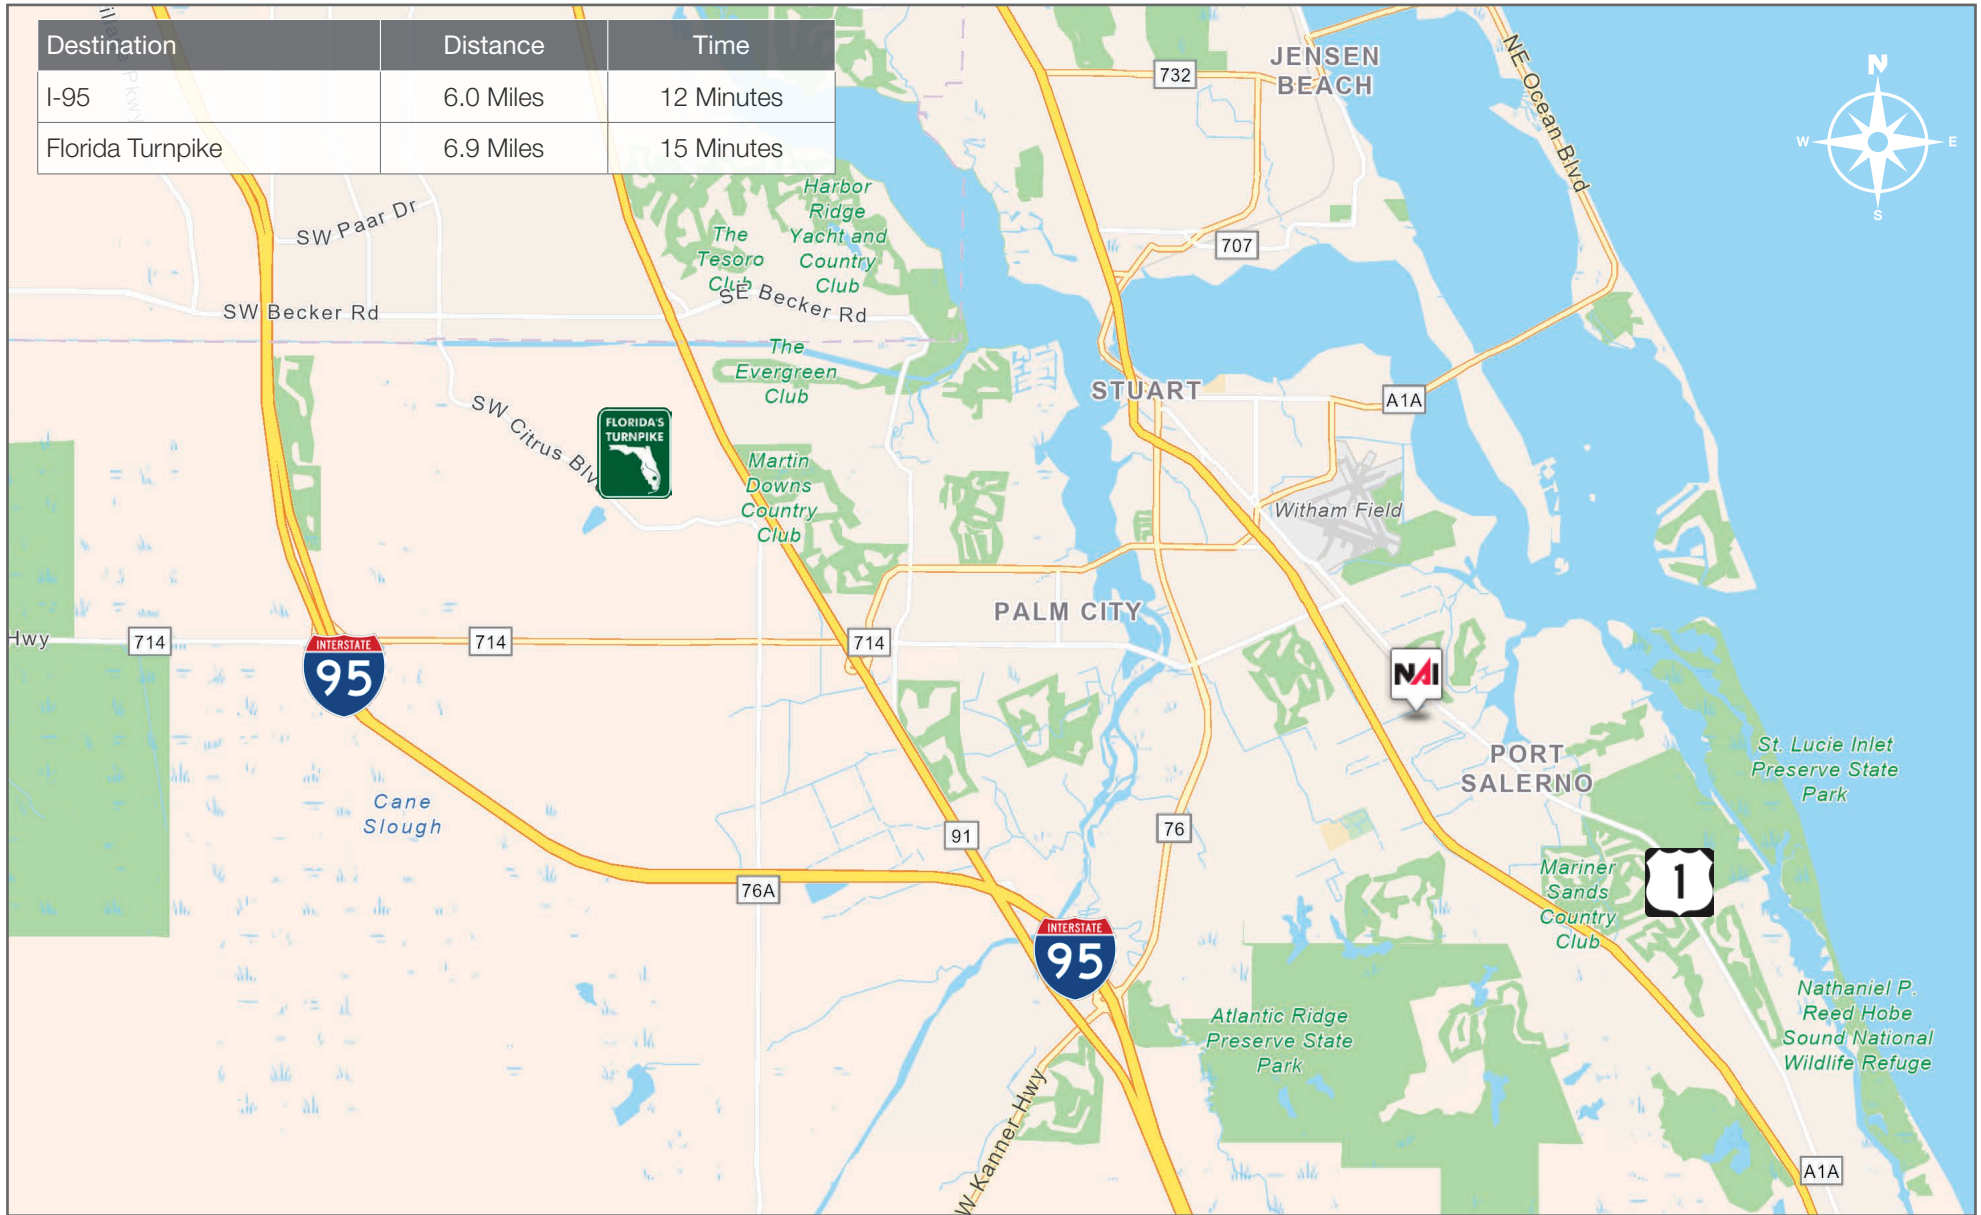 Destination Distance Time
I-95 6.0 Miles 12 Minutes
Florida Turnpike 6.9 Miles 15 Minutes
JENSEN
BEACH
732
NE Ocean Blvd
N
W E
S
Harbor
Ridge
Yacht and
Country
Club
The
Tesoro
Club
SW Paar Dr
707
SW Becker Rd
SE Becker Rd
The
Evergreen
Club
STUART
A1A
SW Citrus Blv
FLORIDA'S
TURNPIKE
Martin
Downs
Country
Club
Witham Field
PALM CITY
Hwy
714
714
714
INTERSTATE
95
NAI
PORT
SALERNO
St. Lucie Inlet
Preserve State
Park
Cane
Slough
91
76
76A
Mariner
Sands
Country
Club
1
INTERSTATE
95
Nathaniel P.
Reed Hobe
Sound National
Wildlife Refuge
Atlantic Ridge
Preserve State
Park
W Kanner Hwy
A1A